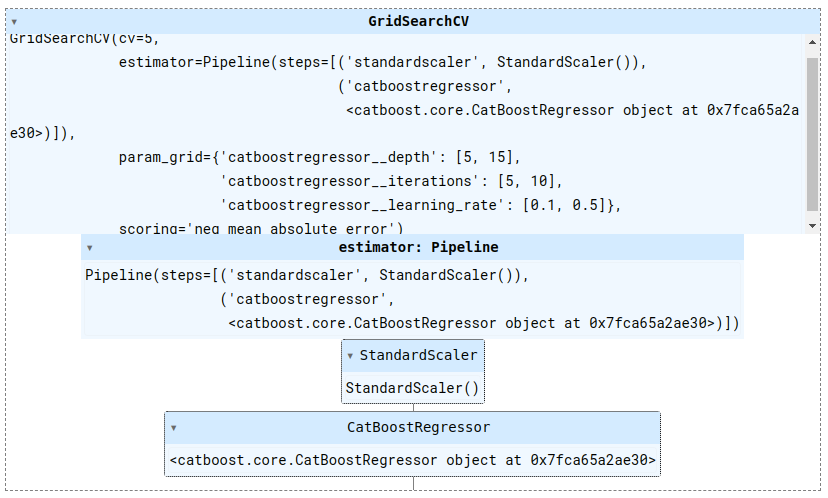 GridSearchCV
GridSearchCV(cv=5,
estimator=Pipeline(steps=[('standardscaler', StandardScaler()),
('catboostregressor',
<catboost.core.CatBoostRegressor object at 0x7fca65a2a
e30>)]),
param_grid={'catboostregressor__depth': [5, 15],
'catboostregressor__iterations': [5, 10],
'catboostregressor__learning_rate': [0.1, 0.5]},
scoring='neg_mean_absolute_error')
estimator: Pipeline
Pipeline(steps=[('standardscaler', StandardScaler()),
('catboostregressor',
<catboost.core.CatBoostRegressor object at 0x7fca65a2ae30>)])
StandardScaler
StandardScaler()
CatBoostRegressor
<catboost.core.CatBoostRegressor object at 0x7fca65a2ae30>